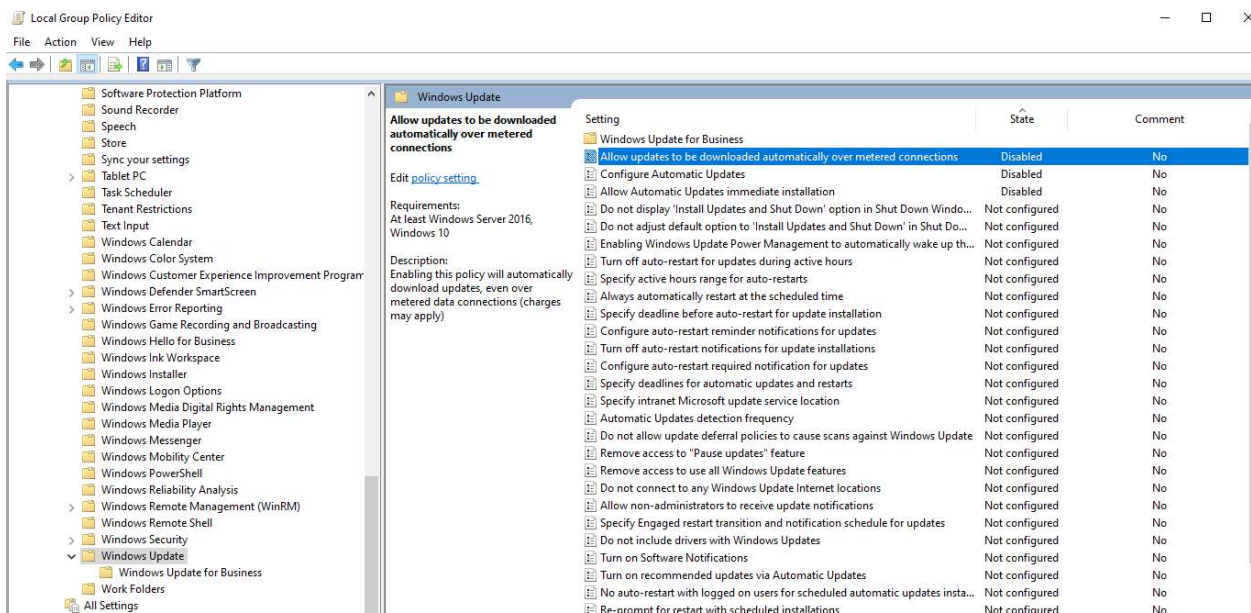 Local Group Policy Editor
File Action View Help
Software Protection Platform
Sound Recorder
Speech
Store
Sync your settings
Tablet PC
Task Scheduler
Tenant Restrictions
Text Input
Windows Calendar
Windows Color System
Windows Customer Experience Improvement Program
Windows Defender SmartScreen
Windows Error Reporting
Windows Game Recording and Broadcasting
Windows Hello for Business
Windows Ink Workspace
Windows Installer
Windows Logon Options
Windows Media Digital Rights Management
Windows Media Player
Windows Messenger
Windows Mobility Center
Windows PowerShell
Windows Reliability Analysis
Windows Remote Management (WinRM)
Windows Remote Shell
Windows Security
Windows Update
Windows Update for Business
Work Folders
All Settings
Windows Update
Allow updates to be downloaded
automatically over metered
connections
Edit policy setting
Requirements:
At least Windows Server 2016,
Windows 10
Description:
Enabling this policy will automatically
download updates, even over
metered data connections (charges
may apply)
Setting State Comment
Windows Update for Business
Allow updates to be downloaded automatically over metered connections Disabled No
Configure Automatic Updates Disabled No
Allow Automatic Updates immediate installation Disabled No
Do not display 'Install Updates and Shut Down' option in Shut Down Windo... Not configured No
Do not adjust default option to 'Install Updates and Shut Down' in Shut Do... Not configured No
Enabling Windows Update Power Management to automatically wake up th... Not configured No
Turn off auto-restart for updates during active hours Not configured No
Specify active hours range for auto-restarts Not configured No
Always automatically restart at the scheduled time Not configured No
Specify deadline before auto-restart for update installation Not configured No
Configure auto-restart reminder notifications for updates Not configured No
Turn off auto-restart notifications for update installations Not configured No
Configure auto-restart required notification for updates Not configured No
Specify deadlines for automatic updates and restarts Not configured No
Specify intranet Microsoft update service location Not configured No
Automatic Updates detection frequency Not configured No
Do not allow update deferral policies to cause scans against Windows Update Not configured No
Remove access to "Pause updates" feature Not configured No
Remove access to use all Windows Update features Not configured No
Do not connect to any Windows Update Internet locations Not configured No
Allow non-administrators to receive update notifications Not configured No
Specify Engaged restart transition and notification schedule for updates Not configured No
Do not include drivers with Windows Updates Not configured No
Turn on Software Notifications Not configured No
Turn on recommended updates via Automatic Updates Not configured No
No auto-restart with logged on users for scheduled automatic updates insta... Not configured No
Re-prompt for restart with scheduled installations Not configured No